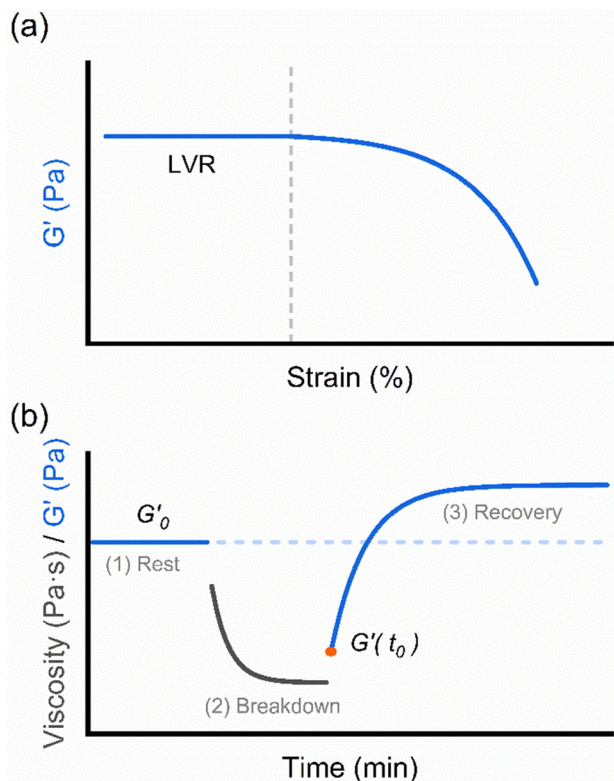 (a)
G' (Pa)
LVR
Strain (%)
(b)
Viscosity (Pa·s) / G' (Pa)
G'0
(1) Rest
(3) Recovery
G'(t0)
(2) Breakdown
Time (min)